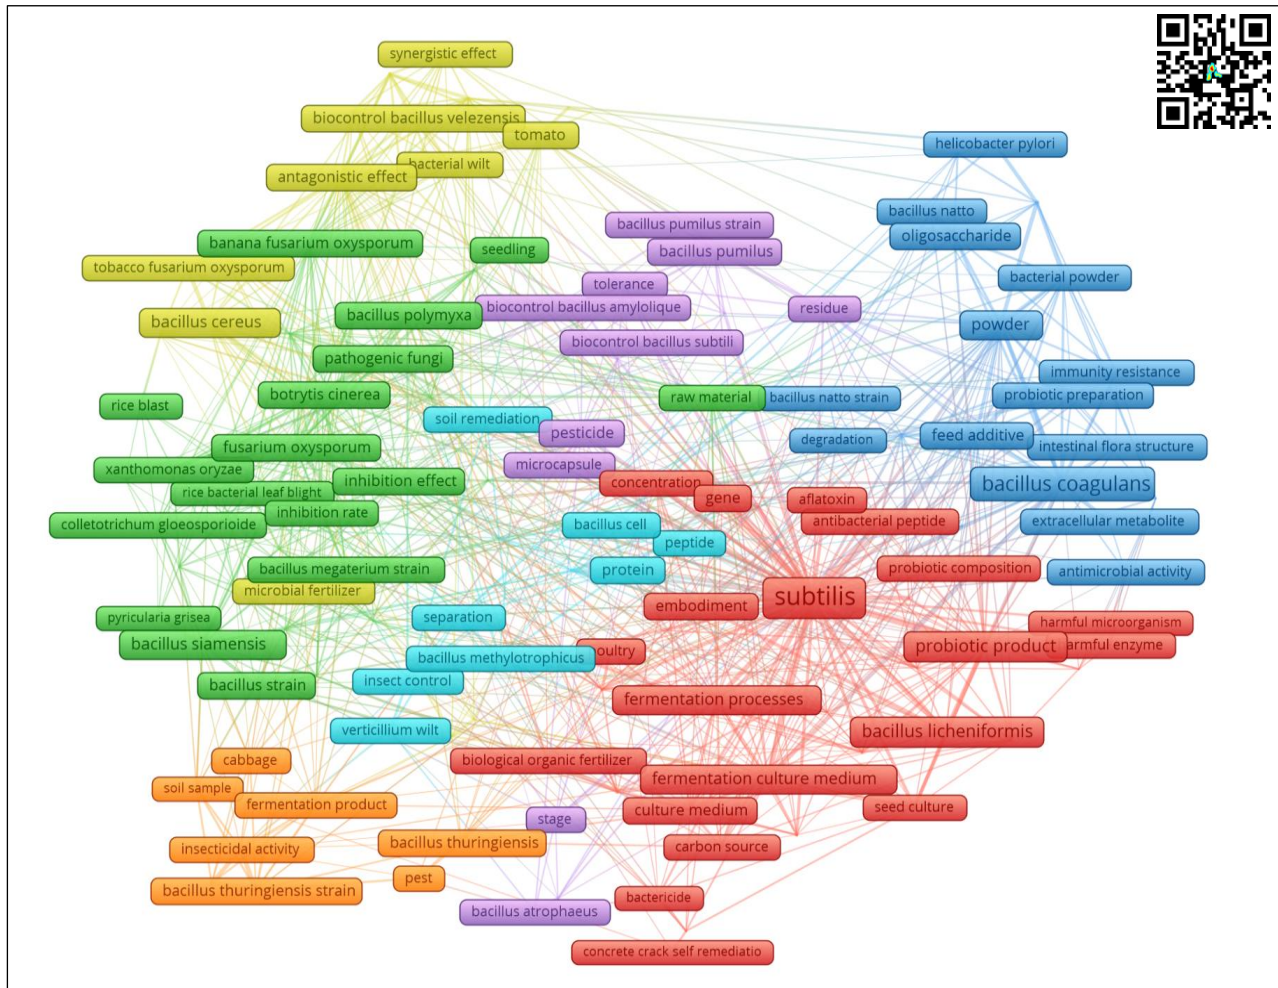 synergistic effect
biocontrol bacillus velezensis
tomato
helicobacter pylori
bacterial wilt
antagonistic effect
bacillus natto
bacillus pumilus strain
oligosaccharide
banana fusarium oxysporum
seedling
bacillus pumilus
tobacco fusarium oxysporum
bacterial powder
tolerance
biocontrol bacillus amylolique
residue
bacillus polymyxa
bacillus cereus
powder
biocontrol bacillus subtili
pathogenic fungi
immunity resistance
botrytis cinerea
probiotic preparation
raw material
bacillus natto strain
rice blast
soil remediation
pesticide
feed additive
degradation
fusarium oxysporum
intestinal flora structure
microcapsule
xanthomonas oryzae
inhibition effect
concentration
bacillus coagulans
rice bacterial leaf blight
gene
aflatoxin
inhibition rate
colletotrichum gloeosporioide
bacillus cell
antibacterial peptide
extracellular metabolite
peptide
bacillus megaterium strain
protein
probiotic composition
antimicrobial activity
microbial fertilizer
subtilis
embodiment
pyricularia grisea
separation
harmful microorganism
bacillus siamensis
probiotic product
armful enzyme
oultry
bacillus methylotrophicus
insect control
bacillus strain
fermentation processes
verticillium wilt
bacillus licheniformis
cabbage
biological organic fertilizer
fermentation culture medium
soil sample
fermentation product
culture medium
seed culture
stage
bacillus thuringiensis
carbon source
insecticidal activity
pest
bacillus thuringiensis strain
bactericide
bacillus atrophaeus
concrete crack self remediatio